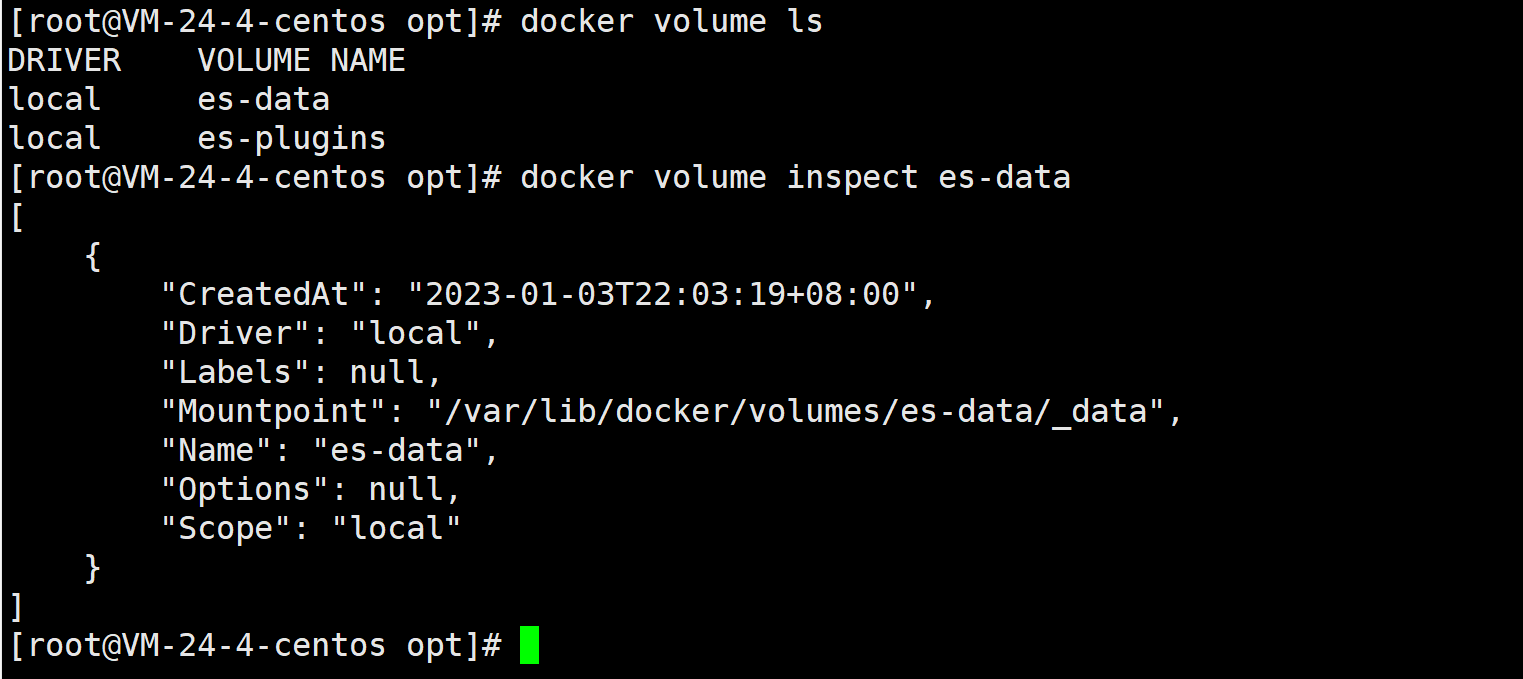 [root@VM-24-4-centos opt]# docker volume ls
DRIVER    VOLUME NAME
local     es-data
local     es-plugins
[root@VM-24-4-centos opt]# docker volume inspect es-data
[
    {
        "CreatedAt": "2023-01-03T22:03:19+08:00",
        "Driver": "local",
        "Labels": null,
        "Mountpoint": "/var/lib/docker/volumes/es-data/_data",
        "Name": "es-data",
        "Options": null,
        "Scope": "local"
    }
]
[root@VM-24-4-centos opt]#